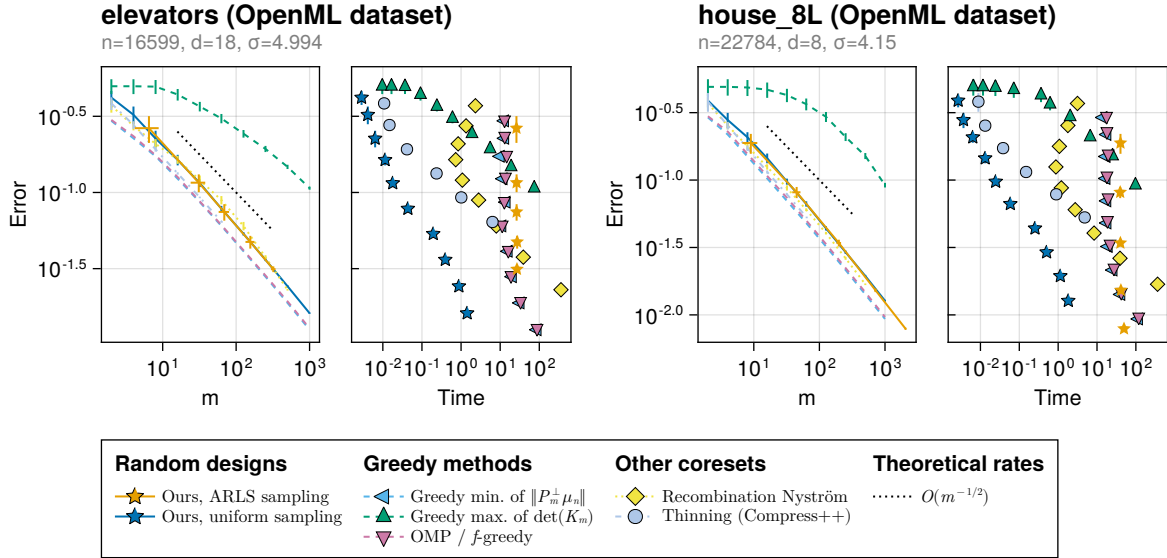 elevators (OpenML dataset)
n=16599, d=18, σ=4.994
house_8L (OpenML dataset)
n=22784, d=8, σ=4.15
Error
10^-0.5
10^-1.0
10^-1.5
10^1 10^2 10^3
m
10^-2 10^-1 10^0 10^1 10^2
Time
Error
10^-0.5
10^-1.0
10^-1.5
10^-2.0
10^1 10^2 10^3
m
10^-2 10^-1 10^0 10^1 10^2
Time
Random designs
Ours, ARLS sampling
Ours, uniform sampling
Greedy methods
Greedy min. of ‖P_m^⊥ μ_n‖
Greedy max. of det(K_m)
OMP / f-greedy
Other coresets
Recombination Nyström
Thinning (Compress++)
Theoretical rates
O(m^-1/2)